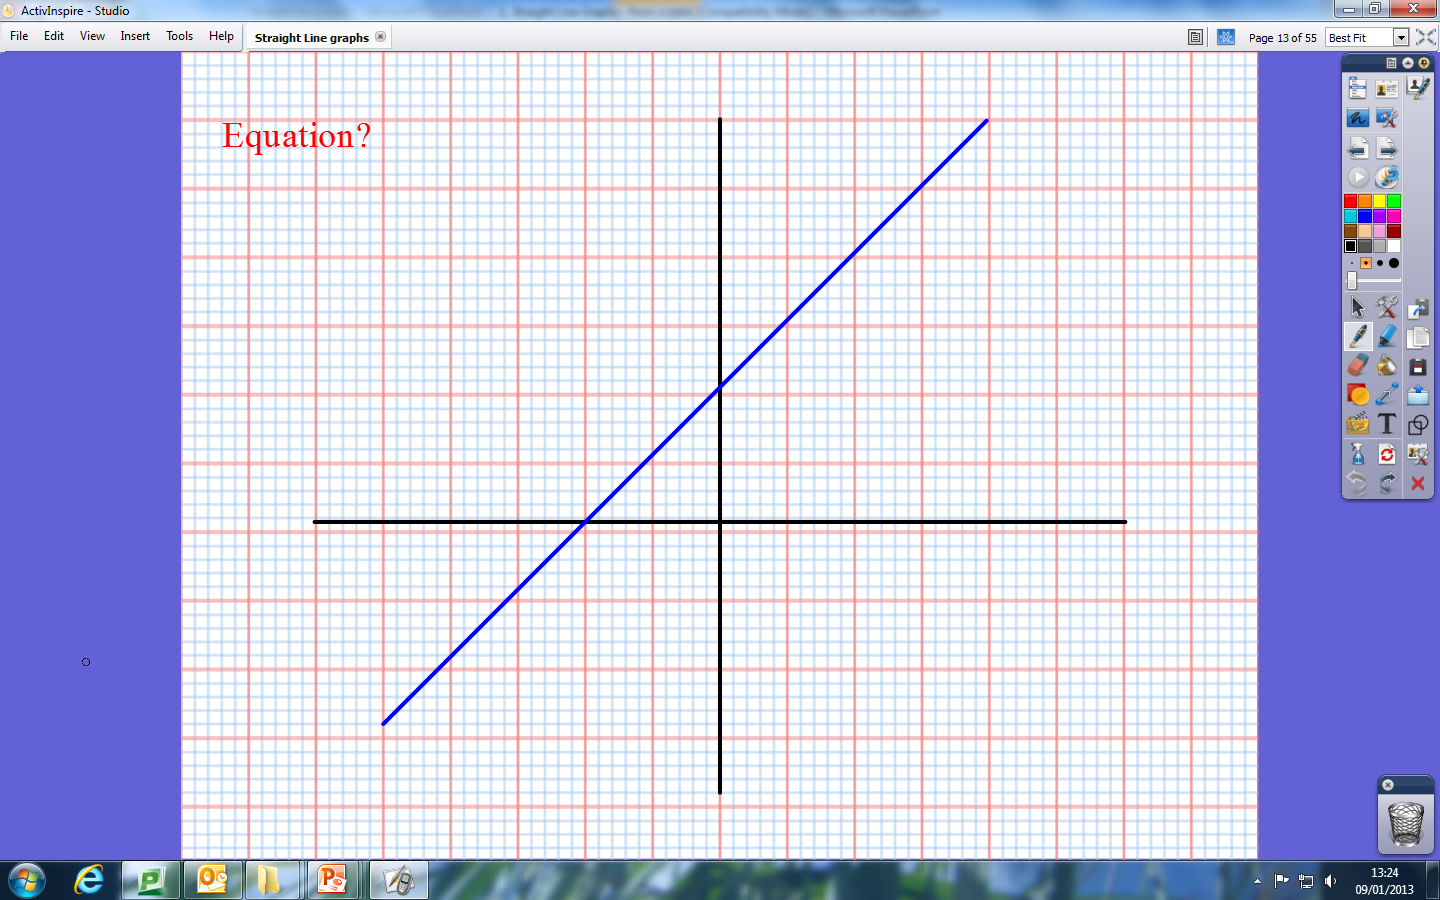 ActivInspire - Studio
File Edit View Insert Tools Help
Straight Line graphs
Page 13 of 55
Best Fit
Equation?
13:24
09/01/2013